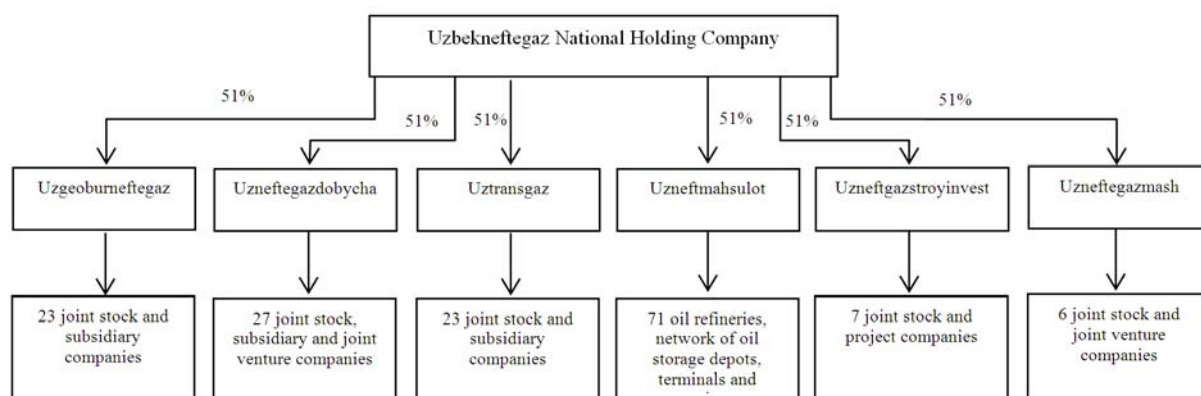 Uzbekneftegaz National Holding Company
51%
51%
51%
51%
51%
51%
Uzgeoburneftegaz
Uzneftegazdobycha
Uztransgaz
Uzneftmahsulot
Uzneftgazstroyinvest
Uzneftegazmash
23 joint stock and
subsidiary
companies
27 joint stock,
subsidiary and joint
venture companies
23 joint stock and
subsidiary
companies
71 oil refineries,
network of oil
storage depots,
terminals and
7 joint stock and
project companies
6 joint stock and
joint venture
companies